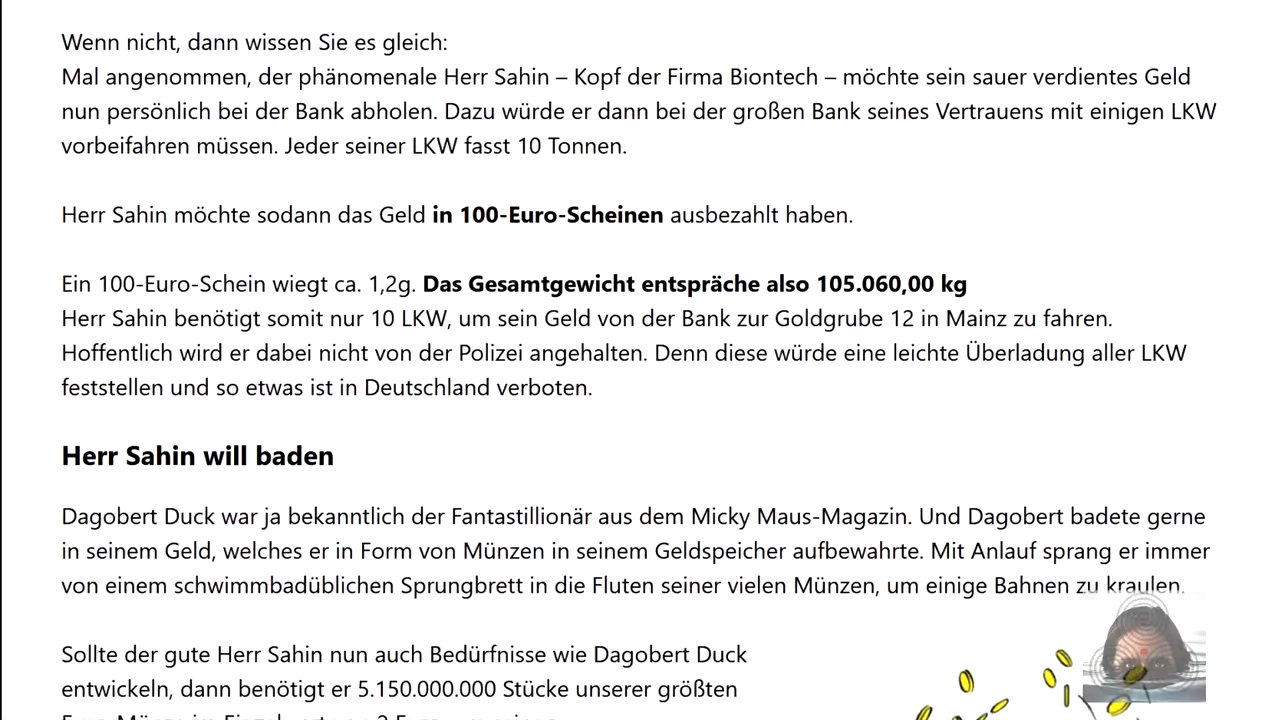 Wenn nicht, dann wissen Sie es gleich:
Mal angenommen, der phänomenale Herr Sahin – Kopf der Firma Biontech – möchte sein sauer verdientes Geld
nun persönlich bei der Bank abholen. Dazu würde er dann bei der großen Bank seines Vertrauens mit einigen LKW
vorbeifahren müssen. Jeder seiner LKW fasst 10 Tonnen.
Herr Sahin möchte sodann das Geld in 100-Euro-Scheinen ausbezahlt haben.
Ein 100-Euro-Schein wiegt ca. 1,2g. Das Gesamtgewicht entspräche also 105.060,00 kg
Herr Sahin benötigt somit nur 10 LKW, um sein Geld von der Bank zur Goldgrube 12 in Mainz zu fahren.
Hoffentlich wird er dabei nicht von der Polizei angehalten. Denn diese würde eine leichte Überladung aller LKW
feststellen und so etwas ist in Deutschland verboten.
Herr Sahin will baden
Dagobert Duck war ja bekanntlich der Fantastillionär aus dem Micky Maus-Magazin. Und Dagobert badete gerne
in seinem Geld, welches er in Form von Münzen in seinem Geldspeicher aufbewahrte. Mit Anlauf sprang er immer
von einem schwimmbadüblichen Sprungbrett in die Fluten seiner vielen Münzen, um einige Bahnen zu kraulen.
Sollte der gute Herr Sahin nun auch Bedürfnisse wie Dagobert Duck
entwickeln, dann benötigt er 5.150.000.000 Stücke unserer größten